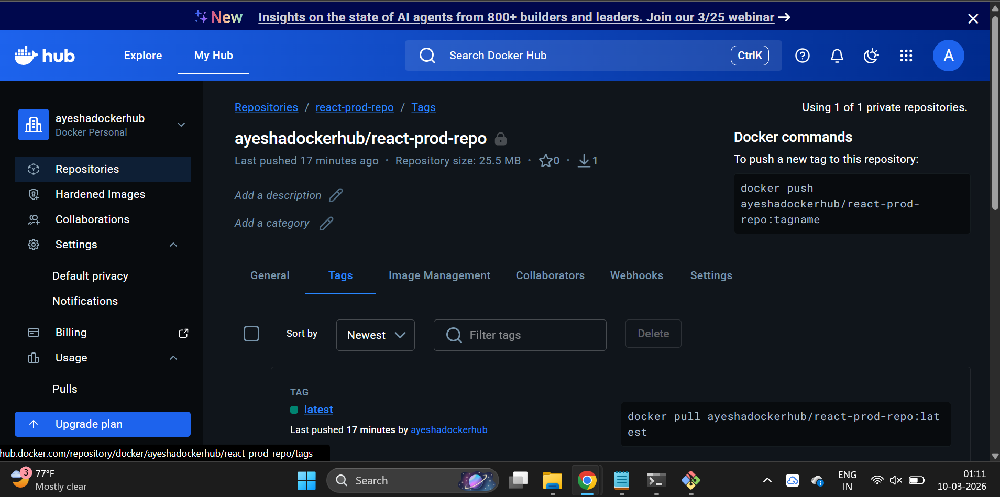 New Insights on the state of AI agents from 800+ builders and leaders. Join our 3/25 webinar →
hub
Explore
My Hub
Search Docker Hub
CtrlK
A
ayeshadockerhub
Docker Personal
Repositories
Hardened Images
Collaborations
Settings
Default privacy
Notifications
Billing
Usage
Pulls
Upgrade plan
Repositories / react-prod-repo / Tags
Using 1 of 1 private repositories.
ayeshadockerhub/react-prod-repo
Last pushed 17 minutes ago · Repository size: 25.5 MB · 0 · 1
Add a description
Add a category
Docker commands
To push a new tag to this repository:
docker push
ayeshadockerhub/react-prod-
repo:tagname
General
Tags
Image Management
Collaborators
Webhooks
Settings
Sort by
Newest
Filter tags
Delete
TAG
latest
Last pushed 17 minutes by ayeshadockerhub
docker pull ayeshadockerhub/react-prod-repo:lat
est
hub.docker.com/repository/docker/ayeshadockerhub/react-prod-repo/tags
3
77°F
Mostly clear
Search
ENG
IN
01:11
10-03-2026